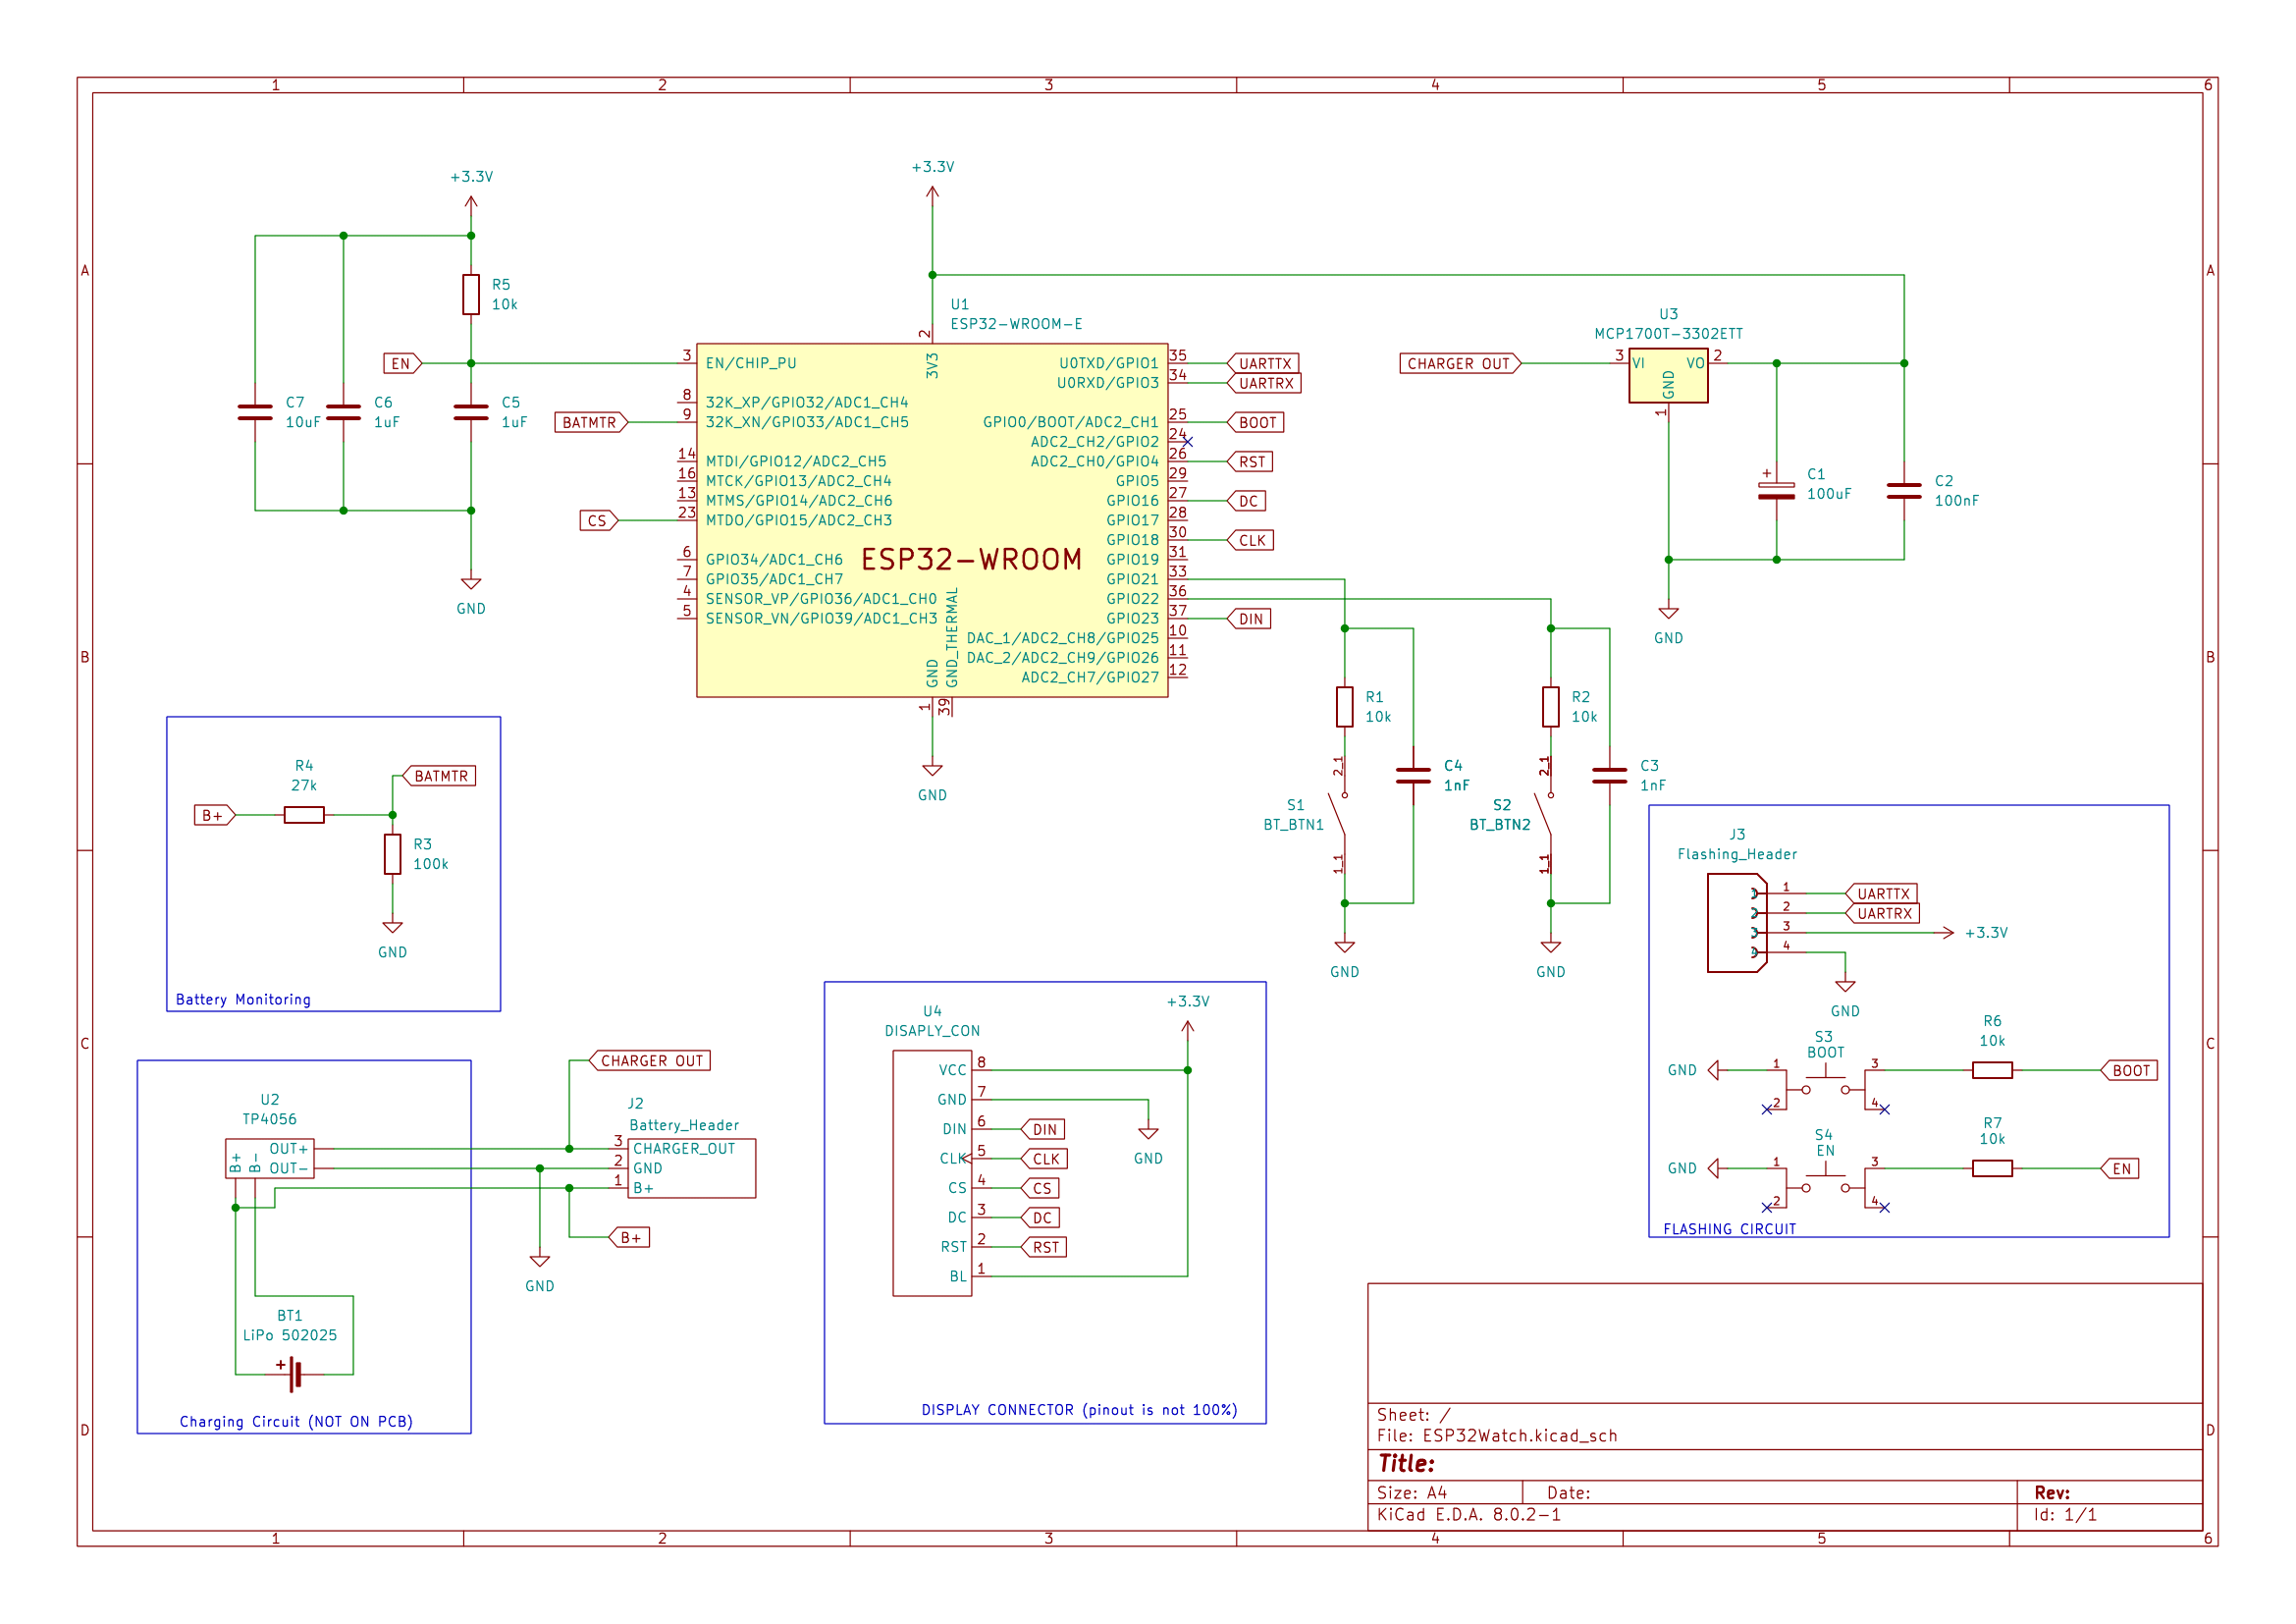 1 2 3 4 5 6
A
B
C
D
A
B
C
D
1 2 3 4 5 6
+3.3V
R5
10k
EN
C7
10uF
C6
1uF
C5
1uF
GND
BATMTR
CS
+3.3V
U1
ESP32-WROOM-E
2
3V3
3 EN/CHIP_PU
8 32K_XP/GPIO32/ADC1_CH4
9 32K_XN/GPIO33/ADC1_CH5
14 MTDI/GPIO12/ADC2_CH5
16 MTCK/GPIO13/ADC2_CH4
13 MTMS/GPIO14/ADC2_CH6
23 MTDO/GPIO15/ADC2_CH3
6 GPIO34/ADC1_CH6
7 GPIO35/ADC1_CH7
4 SENSOR_VP/GPIO36/ADC1_CH0
5 SENSOR_VN/GPIO39/ADC1_CH3
ESP32-WROOM
U0TXD/GPIO1 35 UARTTX
U0RXD/GPIO3 34 UARTRX
GPIO0/BOOT/ADC2_CH1 25 BOOT
ADC2_CH2/GPIO2 24
ADC2_CH0/GPIO4 26 RST
GPIO5 29
GPIO16 27 DC
GPIO17 28
GPIO18 30 CLK
GPIO19 31
GPIO21 33
GPIO22 36
GPIO23 37 DIN
DAC_1/ADC2_CH8/GPIO25 10
DAC_2/ADC2_CH9/GPIO26 11
ADC2_CH7/GPIO27 12
GND
GND_THERMAL
1
39
GND
U3
MCP1700T-3302ETT
CHARGER OUT
3 VI
VO 2
GND
1
C1
100uF
C2
100nF
GND
R1
10k
2_1
S1
BT_BTN1
1_1
C4
1nF
GND
R2
10k
2_1
S2
BT_BTN2
1_1
C3
1nF
GND
R4
27k
BATMTR
B+
R3
100k
GND
Battery Monitoring
U2
TP4056
B+
B-
OUT+
OUT-
BT1
LiPo 502025
Charging Circuit (NOT ON PCB)
CHARGER OUT
J2
Battery_Header
3 CHARGER_OUT
2 GND
1 B+
B+
GND
U4
DISAPLY_CON
+3.3V
VCC 8
GND 7
DIN 6 DIN
CLK 5 CLK
CS 4 CS
DC 3 DC
RST 2 RST
BL 1
GND
DISPLAY CONNECTOR (pinout is not 100%)
J3
Flashing_Header
1 1 UARTTX
2 2 UARTRX
3 3 +3.3V
4 4
GND
S3
BOOT
R6
10k
GND 1 3 BOOT
2 4
S4
EN
R7
10k
GND 1 3 EN
2 4
FLASHING CIRCUIT
Sheet: /
File: ESP32Watch.kicad_sch
Title:
Size: A4 Date: Rev:
KiCad E.D.A. 8.0.2-1 Id: 1/1